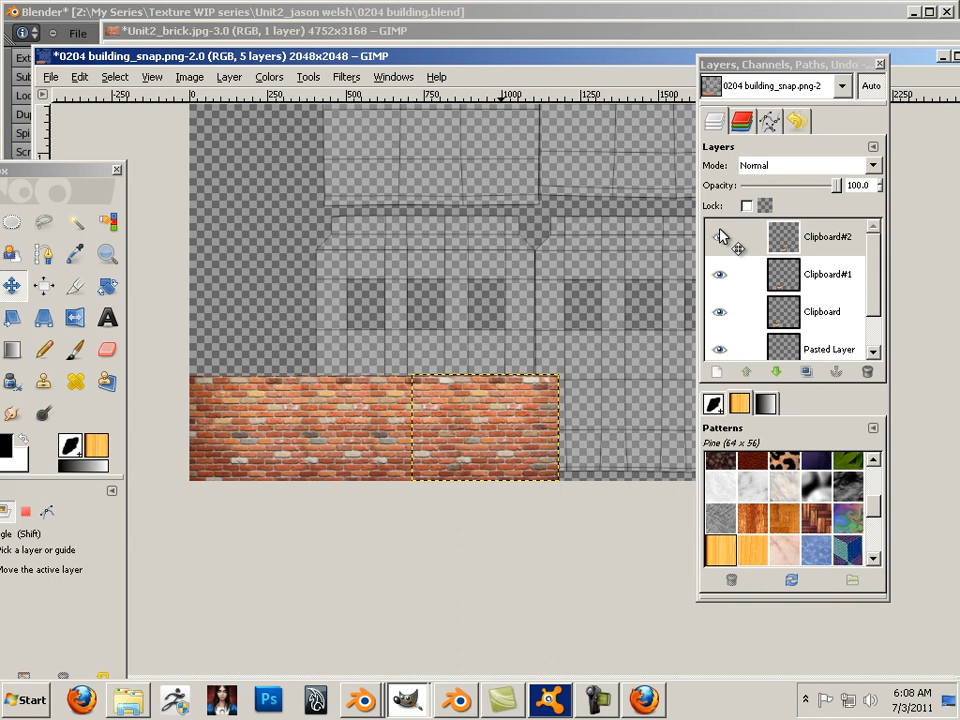 Blender* [Z:\My Series\Texture WIP series\Unit2_jason welsh\0204 building.blend]
File
*Unit2_brick.jpg-3.0 (RGB, 1 layer) 4752x3168 – GIMP
*0204 building_snap.png-2.0 (RGB, 5 layers) 2048x2048 – GIMP
File Edit Select View Image Layer Colors Tools Filters Windows Help
-250 0 250 500 750 1000 1250 1500 2250
Layers, Channels, Paths, Undo -
0204 building_snap.png-2
Auto
Layers
Mode: Normal
Opacity: 100.0
Lock:
Clipboard#2
Clipboard#1
Clipboard
Pasted Layer
Patterns
Pine (64 x 56)
(Shift)
Pick a layer or guide
Move the active layer
Start
Ps
6:08 AM
7/3/2011